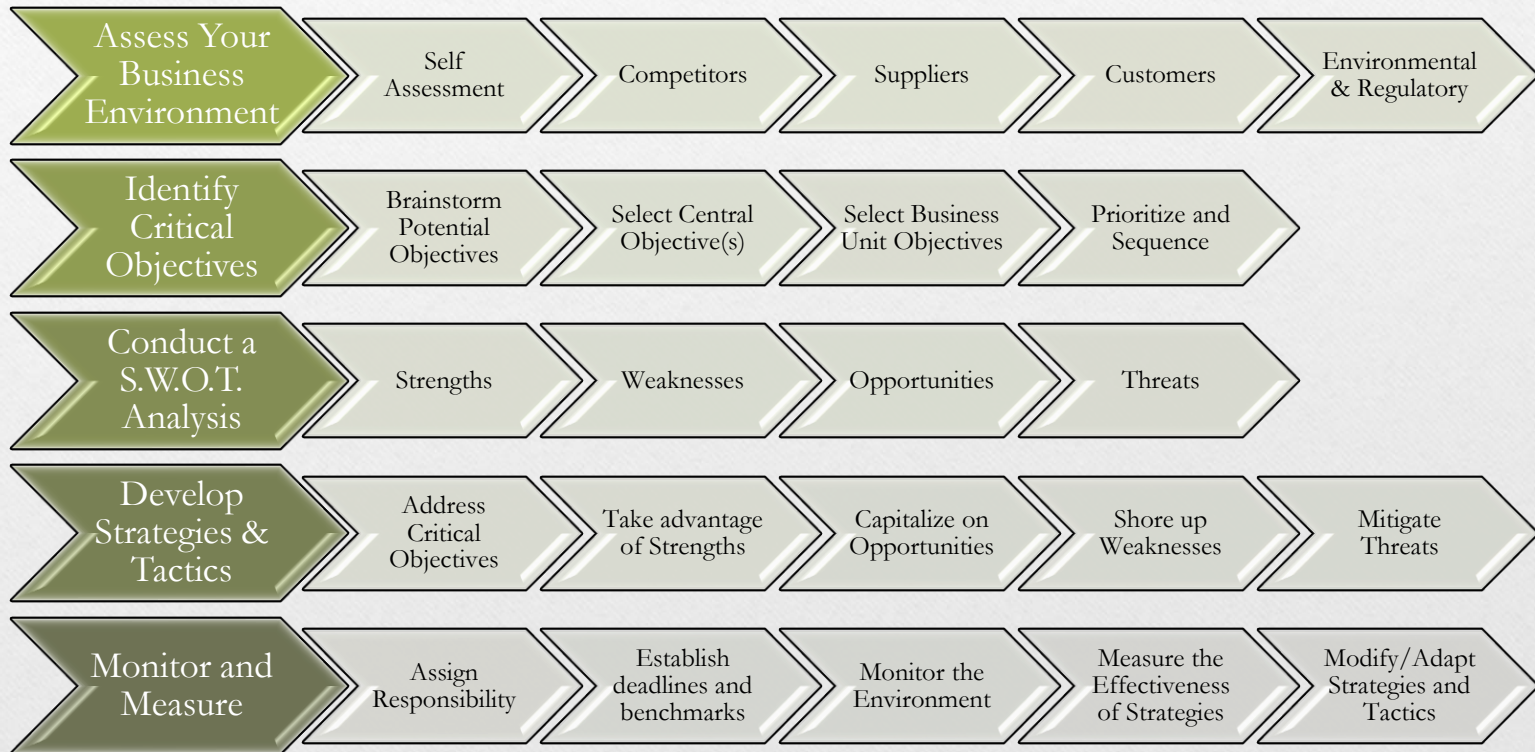 Assess Your
Business
Environment
Self
Assessment
Competitors
Suppliers
Customers
Environmental
& Regulatory
Identify
Critical
Objectives
Brainstorm
Potential
Objectives
Select Central
Objective(s)
Select Business
Unit Objectives
Prioritize and
Sequence
Conduct a
S.W.O.T.
Analysis
Strengths
Weaknesses
Opportunities
Threats
Develop
Strategies &
Tactics
Address
Critical
Objectives
Take advantage
of Strengths
Capitalize on
Opportunities
Shore up
Weaknesses
Mitigate
Threats
Monitor and
Measure
Assign
Responsibility
Establish
deadlines and
benchmarks
Monitor the
Environment
Measure the
Effectiveness
of Strategies
Modify/Adapt
Strategies and
Tactics